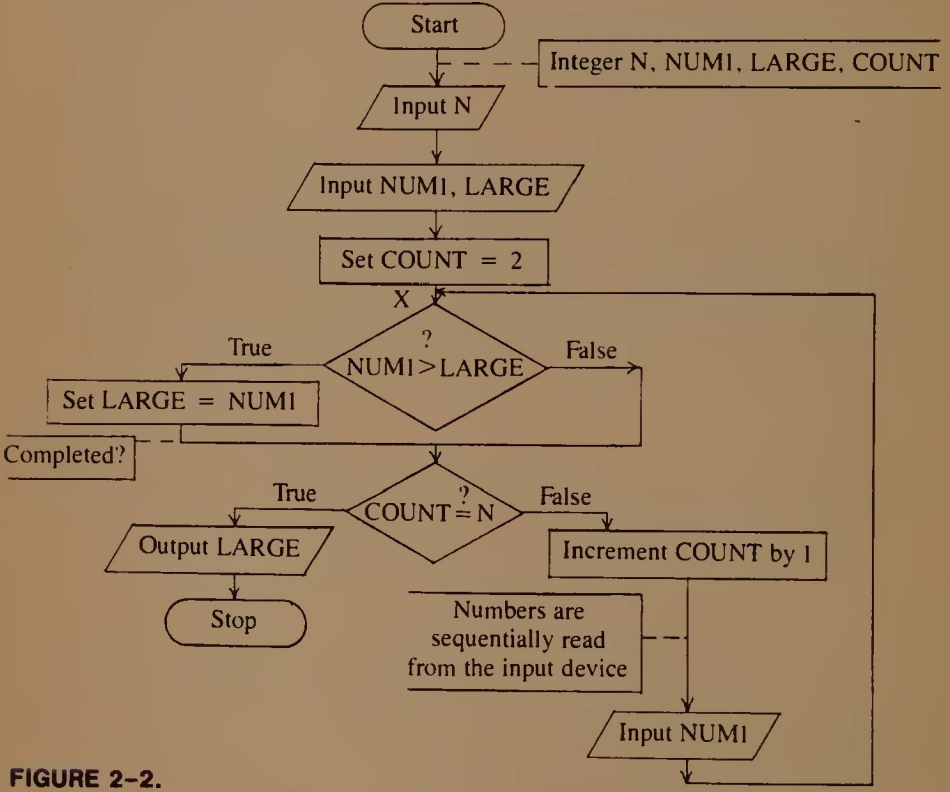 Start
Integer N, NUM1, LARGE, COUNT
Input N
Input NUM1, LARGE
Set COUNT = 2
X
?
NUM1 > LARGE
True
False
Set LARGE = NUM1
Completed?
?
COUNT = N
True
False
Output LARGE
Increment COUNT by 1
Stop
Numbers are
sequentially read
from the input device
Input NUM1
FIGURE 2-2.